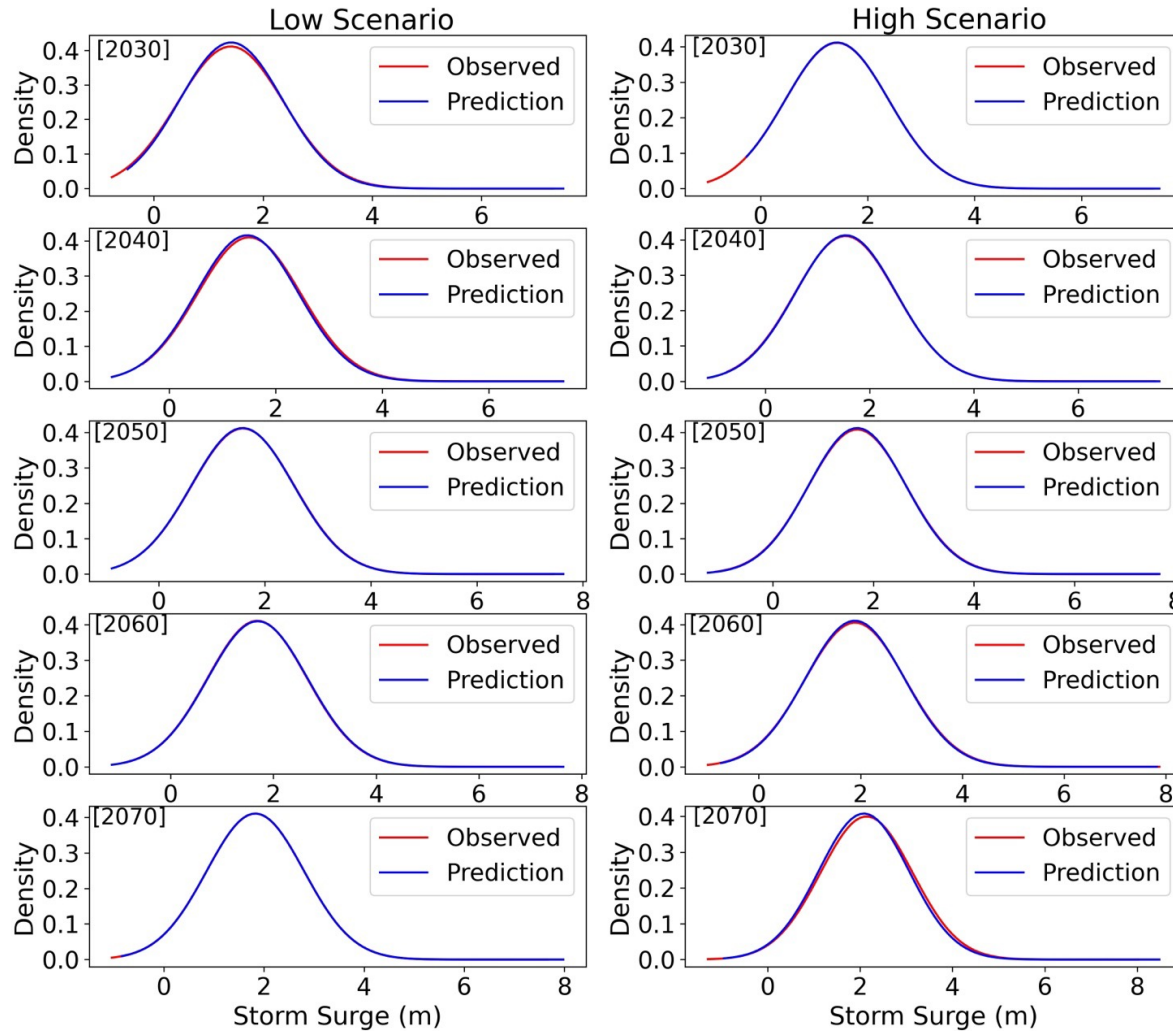 Low Scenario
High Scenario
[2030]
Density
0.4
0.3
0.2
0.1
0.0
Observed
Prediction
0 2 4 6
[2030]
Density
0.4
0.3
0.2
0.1
0.0
Observed
Prediction
0 2 4 6
[2040]
Density
0.4
0.3
0.2
0.1
0.0
Observed
Prediction
0 2 4 6
[2040]
Density
0.4
0.3
0.2
0.1
0.0
Observed
Prediction
0 2 4 6
[2050]
Density
0.4
0.3
0.2
0.1
0.0
Observed
Prediction
0 2 4 6 8
[2050]
Density
0.4
0.3
0.2
0.1
0.0
Observed
Prediction
0 2 4 6 8
[2060]
Density
0.4
0.3
0.2
0.1
0.0
Observed
Prediction
0 2 4 6 8
[2060]
Density
0.4
0.3
0.2
0.1
0.0
Observed
Prediction
0 2 4 6 8
[2070]
Density
0.4
0.3
0.2
0.1
0.0
Observed
Prediction
0 2 4 6 8
Storm Surge (m)
[2070]
Density
0.4
0.3
0.2
0.1
0.0
Observed
Prediction
0 2 4 6 8
Storm Surge (m)